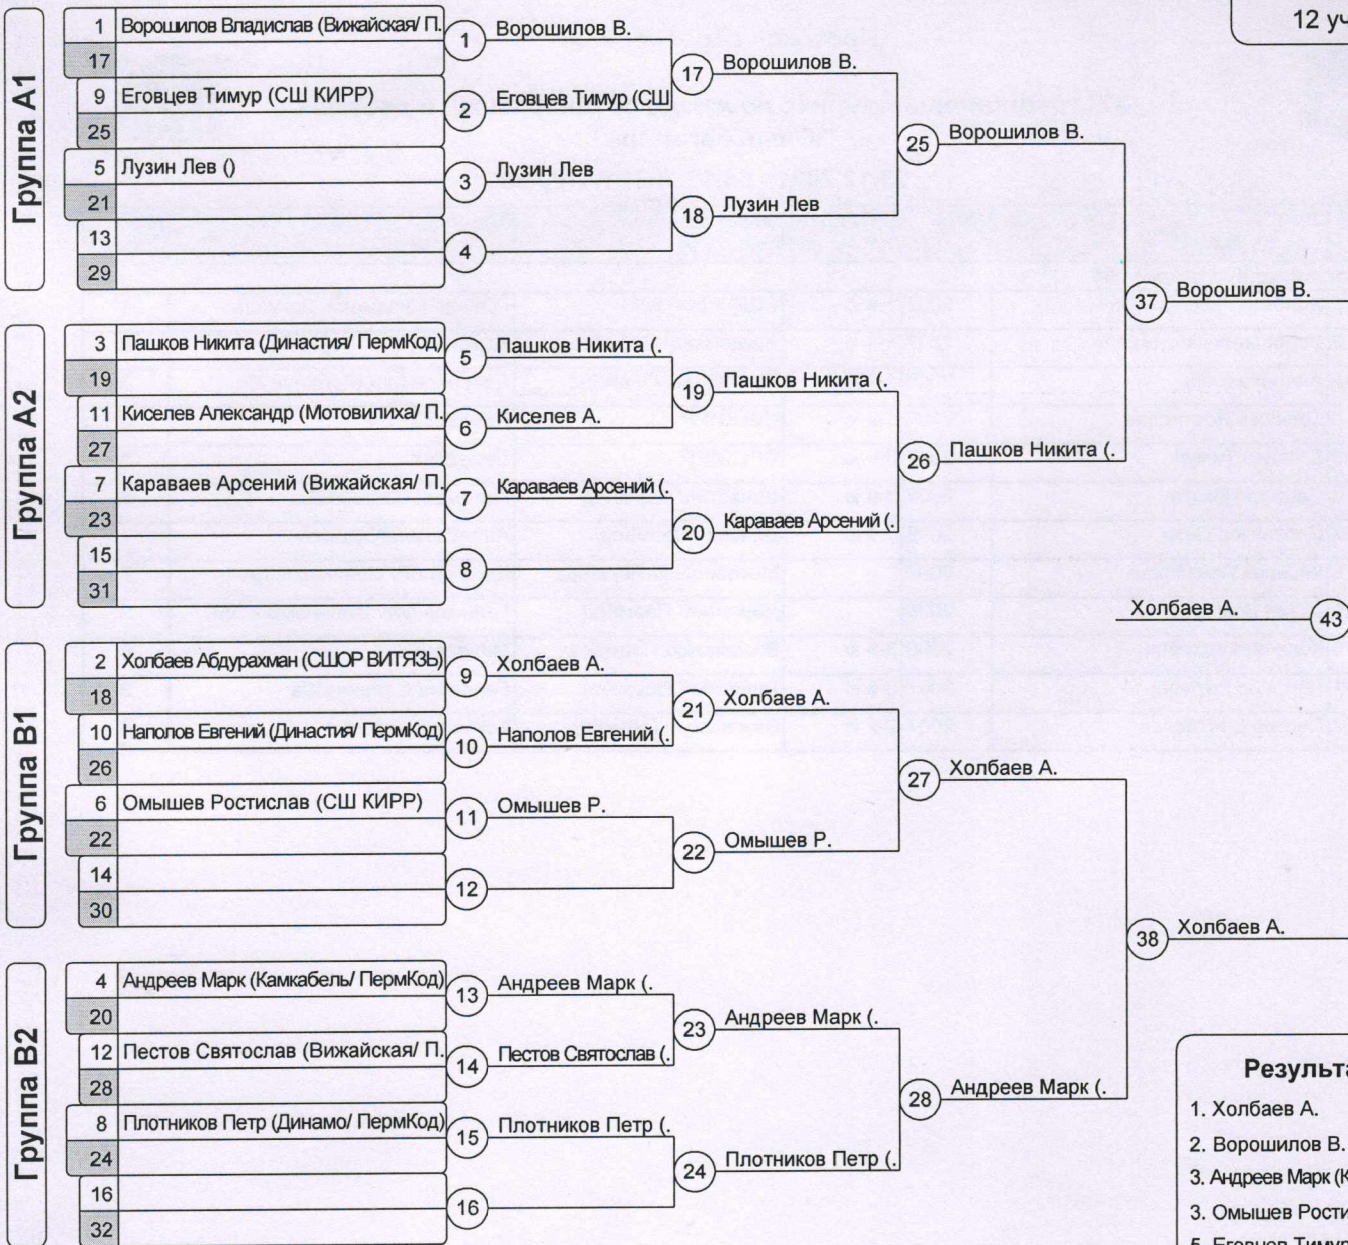 12 уч
Группа A1
1 Ворошилов Владислав (Вижайская/ П.
17
9 Еговцев Тимур (СШ КИРР)
25
5 Лузин Лев ()
21
13
29
1 Ворошилов В.
2 Еговцев Тимур (СШ
3 Лузин Лев
4
17 Ворошилов В.
18 Лузин Лев
25 Ворошилов В.
Группа A2
3 Пашков Никита (Династия/ ПермКод)
19
11 Киселев Александр (Мотовилиха/ П.
27
7 Караваев Арсений (Вижайская/ П.
23
15
31
5 Пашков Никита (.
6 Киселев А.
7 Караваев Арсений (.
8
19 Пашков Никита (.
20 Караваев Арсений (.
26 Пашков Никита (.
37 Ворошилов В.
Холбаев А. 43
Группа B1
2 Холбаев Абдурахман (СШОР ВИТЯЗЬ)
18
10 Наполов Евгений (Династия/ ПермКод)
26
6 Омышев Ростислав (СШ КИРР)
22
14
30
9 Холбаев А.
10 Наполов Евгений (.
11 Омышев Р.
12
21 Холбаев А.
22 Омышев Р.
27 Холбаев А.
Группа B2
4 Андреев Марк (Камкабель/ ПермКод)
20
12 Пестов Святослав (Вижайская/ П.
28
8 Плотников Петр (Динамо/ ПермКод)
24
16
32
13 Андреев Марк (.
14 Пестов Святослав (.
15 Плотников Петр (.
16
23 Андреев Марк (.
24 Плотников Петр (.
28 Андреев Марк (.
38 Холбаев А.
Результа
1. Холбаев А.
2. Ворошилов В.
3. Андреев Марк (К
3. Омышев Рости
5. Еговцев Тимур